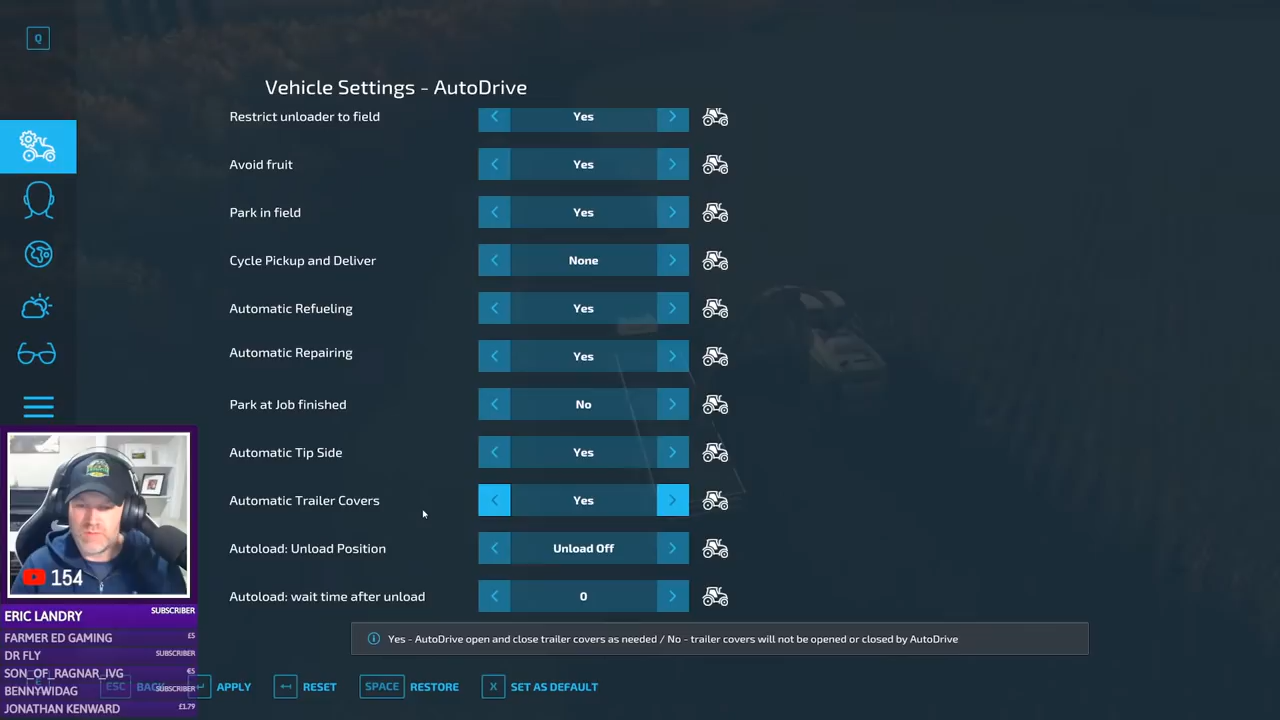 Q
Vehicle Settings - AutoDrive
Restrict unloader to field Yes
Avoid fruit Yes
Park in field Yes
Cycle Pickup and Deliver None
Automatic Refueling Yes
Automatic Repairing Yes
Park at Job finished No
Automatic Tip Side Yes
Automatic Trailer Covers Yes
Autoload: Unload Position Unload Off
Autoload: wait time after unload 0
Yes - AutoDrive open and close trailer covers as needed / No - trailer covers will not be opened or closed by AutoDrive
ESC BACK APPLY RESET SPACE RESTORE X SET AS DEFAULT
154
ERIC LANDRY SUBSCRIBER
FARMER ED GAMING £5
DR FLY SUBSCRIBER
SON_OF_RAGNAR_IVG €5
BENNYWIDAG SUBSCRIBER
JONATHAN KENWARD £1.79